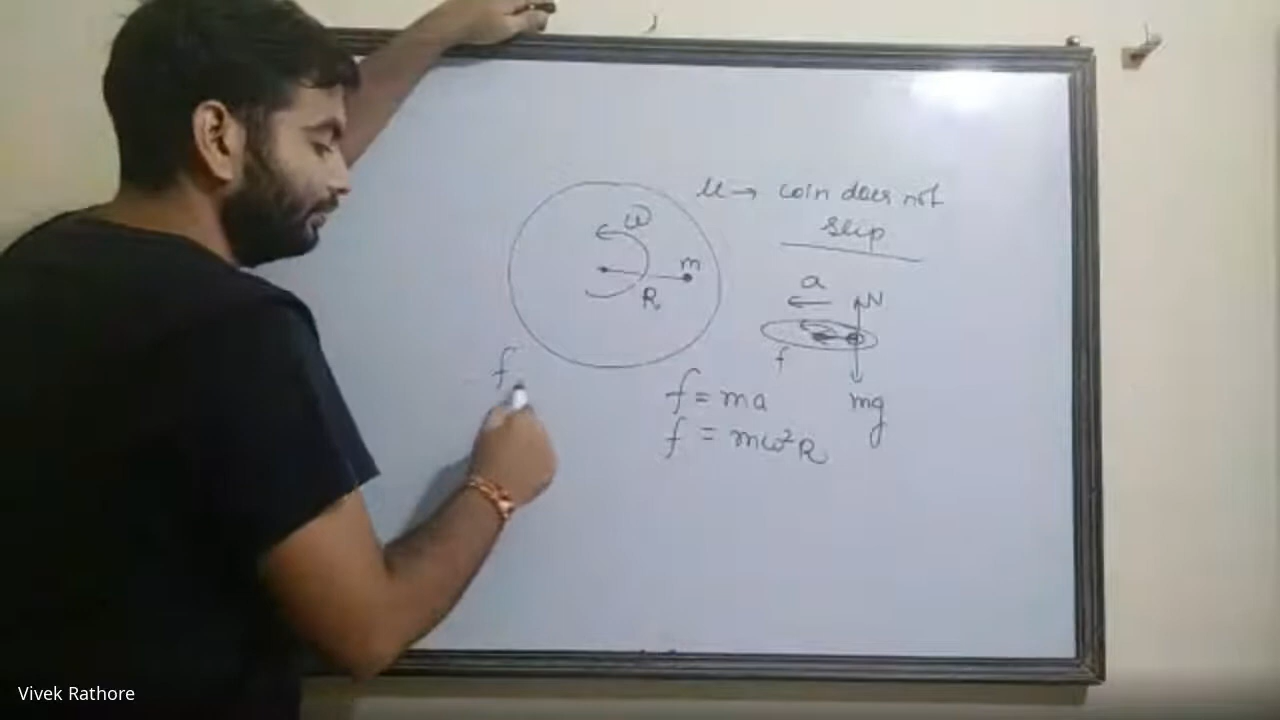 μ → coin does not
slip
ω
m
R
a
N
f
mg
f
f = ma
f = mω²R
Vivek Rathore